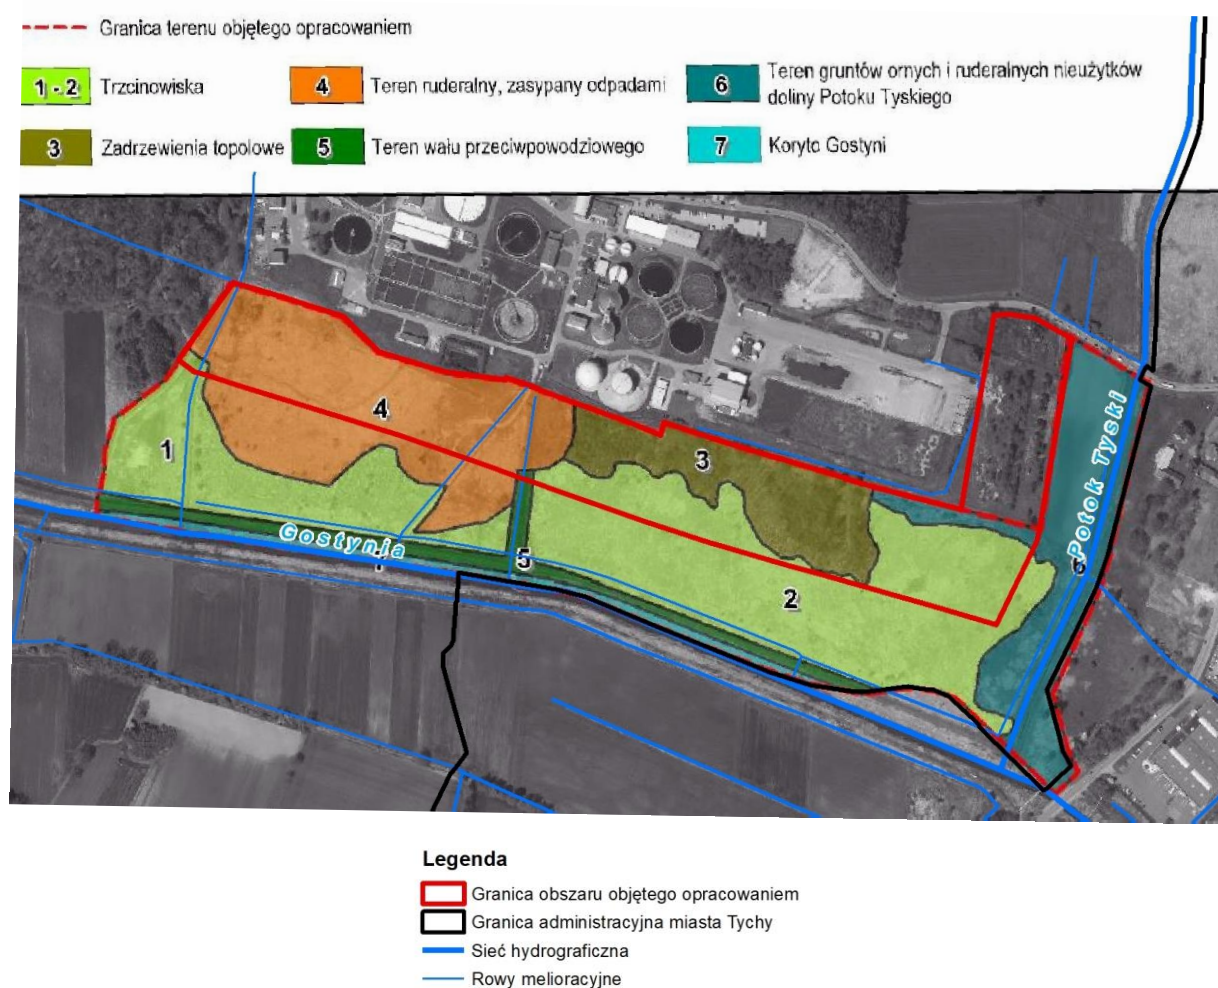 Granica terenu objętego opracowaniem
1 - 2 Trzcinowiska
4 Teren ruderalny, zasypany odpadami
6 Teren gruntów ornych i ruderalnych nieużytków
doliny Potoku Tyskiego
3 Zadrzewienia topolowe
5 Teren wału przeciwpowodziowego
7 Koryto Gostyni
4
1
3
Potok Tyski
Gostynia
5
6
2
Legenda
Granica obszaru objętego opracowaniem
Granica administracyjna miasta Tychy
Sieć hydrograficzna
Rowy melioracyjne